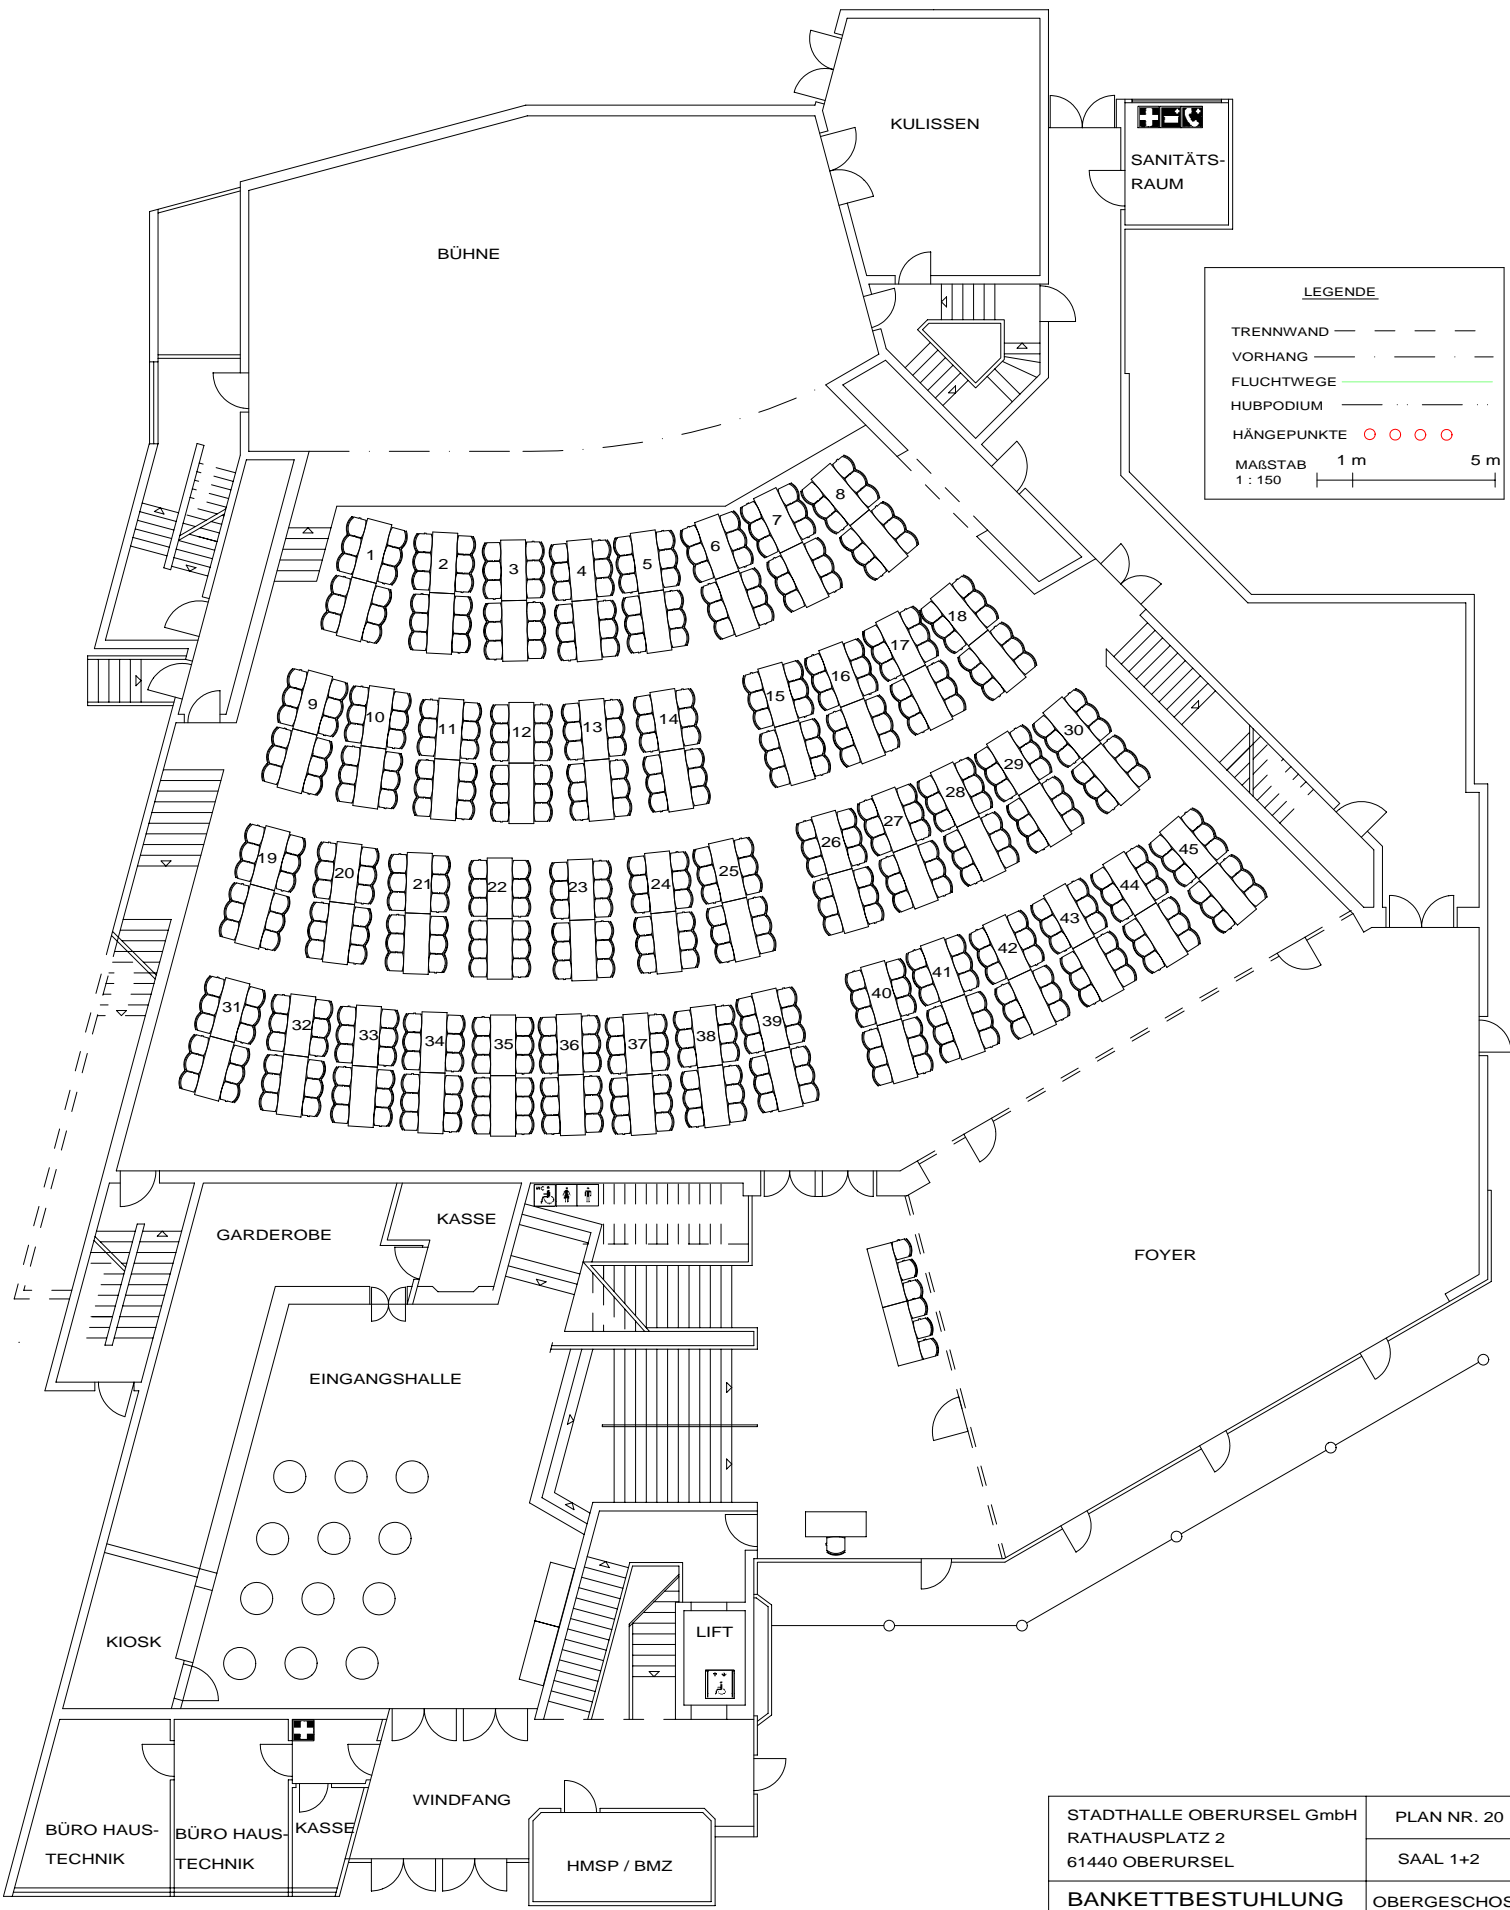 KULISSEN
SANITÄTS-
RAUM
BÜHNE
LEGENDE
TRENNWAND
VORHANG
FLUCHTWEGE
HUBPODIUM
HÄNGEPUNKTE
MAßSTAB
1 : 150
1 m
5 m
1
2
3
4
5
6
7
8
9
10
11
12
13
14
15
16
17
18
19
20
21
22
23
24
25
26
27
28
29
30
31
32
33
34
35
36
37
38
39
40
41
42
43
44
45
WC
GARDEROBE
KASSE
FOYER
EINGANGSHALLE
KIOSK
LIFT
WINDFANG
BÜRO HAUS-
TECHNIK
BÜRO HAUS-
TECHNIK
KASSE
HMSP / BMZ
STADTHALLE OBERURSEL GmbH
RATHAUSPLATZ 2
61440 OBERURSEL
PLAN NR. 20
SAAL 1+2
BANKETTBESTUHLUNG
OBERGESCHOS